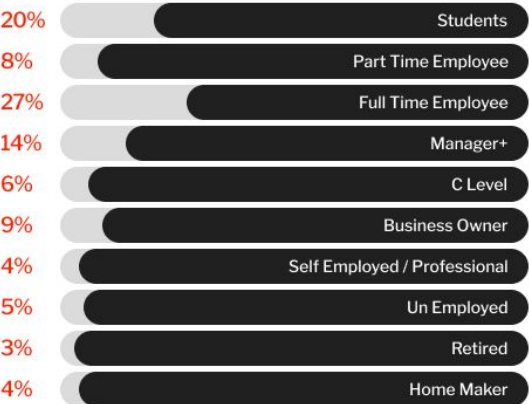 20% Students
8% Part Time Employee
27% Full Time Employee
14% Manager+
6% C Level
9% Business Owner
4% Self Employed / Professional
5% Un Employed
3% Retired
4% Home Maker